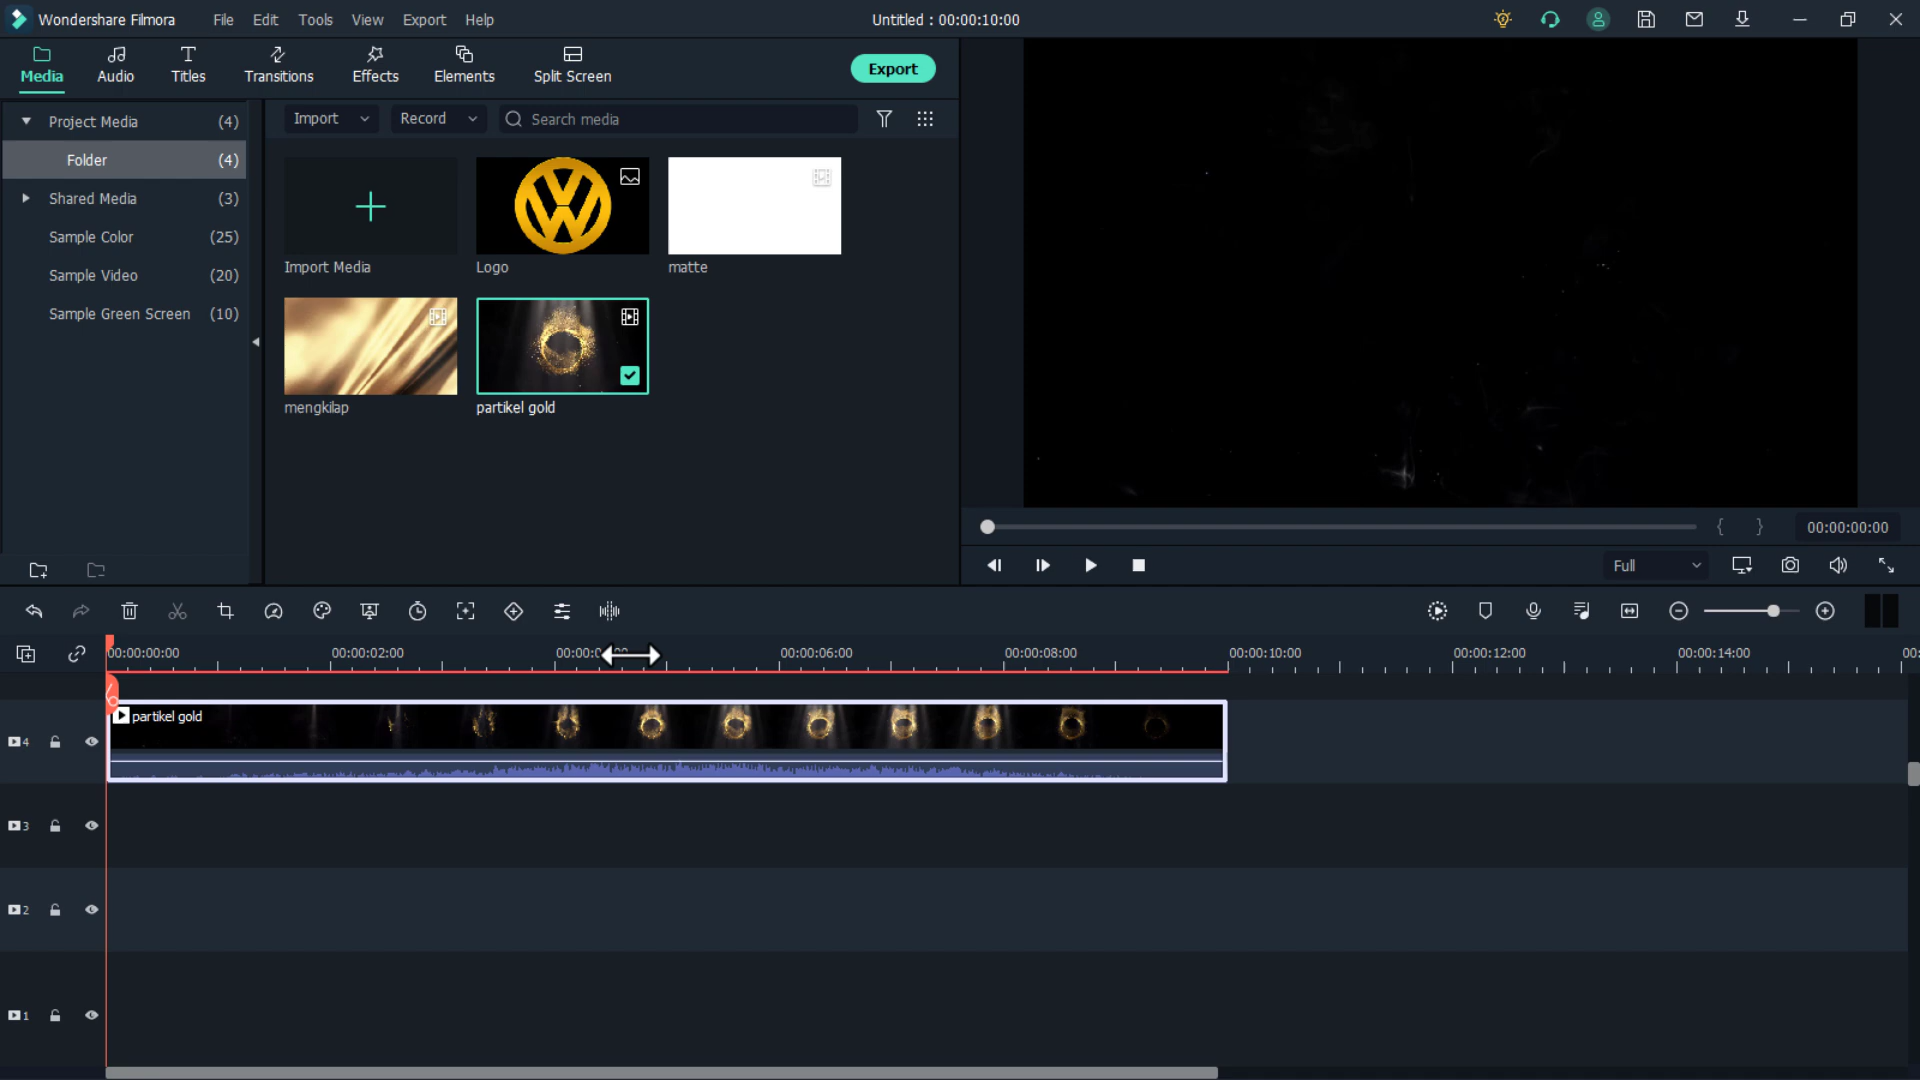 Wondershare Filmora File Edit Tools View Export Help Untitled : 00:00:10:00
Media Audio Titles Transitions Effects Elements Split Screen Export
Project Media (4)
Folder (4)
Shared Media (3)
Sample Color (25)
Sample Video (20)
Sample Green Screen (10)
Import Record Search media
Import Media Logo matte
mengkilap partikel gold
{ } 00:00:00:00
Full
00:00:00:00 00:00:02:00 00:00:06:00 00:00:08:00 00:00:10:00 00:00:12:00 00:00:14:00
partikel gold
4
3
2
1